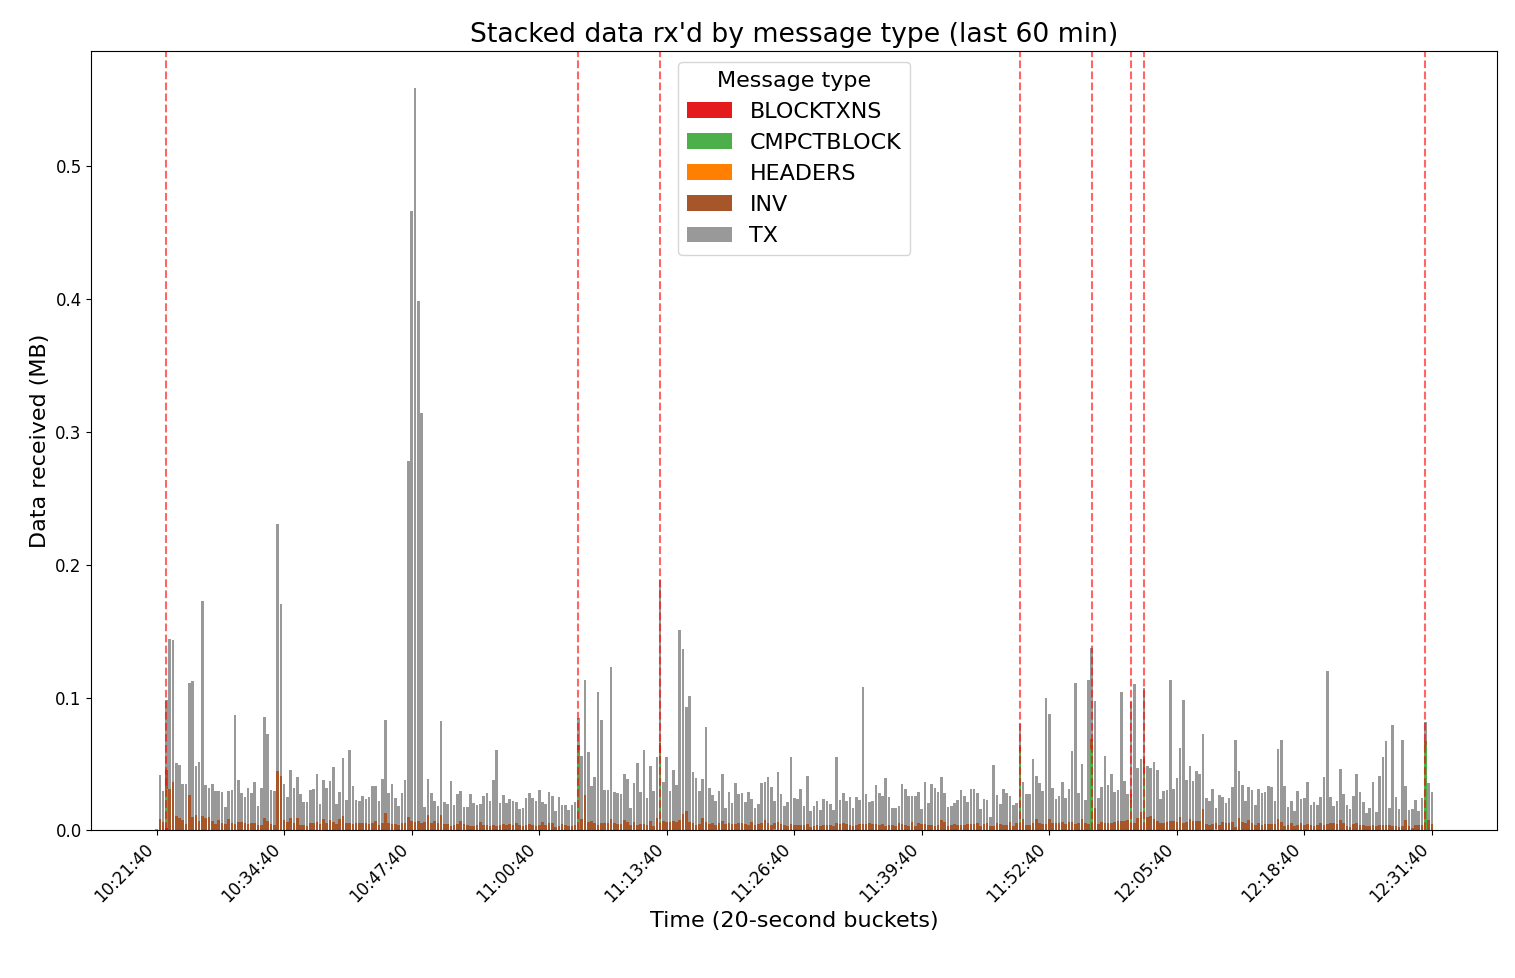 Stacked data rx'd by message type (last 60 min)
Message type
BLOCKTXNS
CMPCTBLOCK
HEADERS
INV
TX
Data received (MB)
0.5
0.4
0.3
0.2
0.1
0.0
10:21:40
10:34:40
10:47:40
11:00:40
11:13:40
11:26:40
11:39:40
11:52:40
12:05:40
12:18:40
12:31:40
Time (20-second buckets)